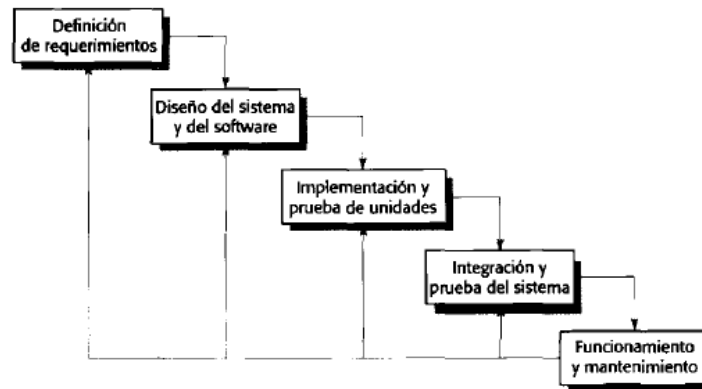 Definición
de requerimientos
Diseño del sistema
y del software
Implementación y
prueba de unidades
Integración y
prueba del sistema
Funcionamiento
y mantenimiento